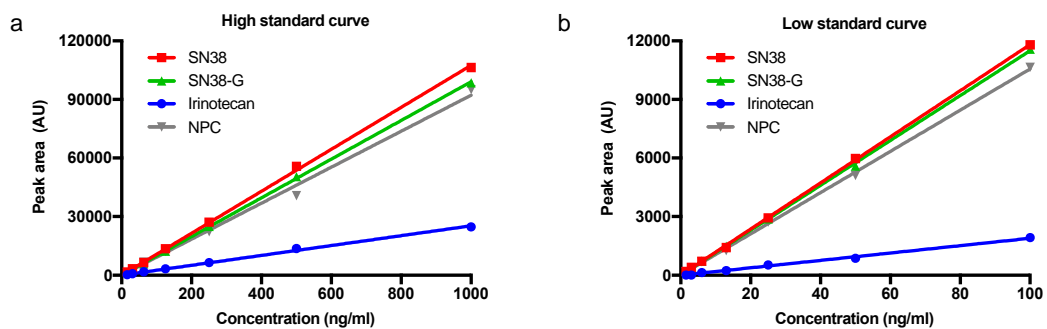 a
High standard curve
120000
90000
60000
30000
0
0 200 400 600 800 1000
Peak area (AU)
Concentration (ng/ml)
SN38
SN38-G
Irinotecan
NPC
b
Low standard curve
12000
9000
6000
3000
0
0 20 40 60 80 100
Peak area (AU)
Concentration (ng/ml)
SN38
SN38-G
Irinotecan
NPC